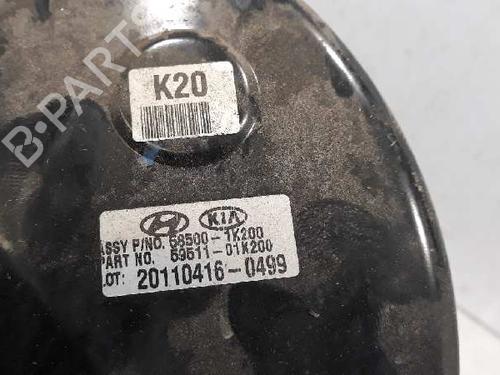 K20
KIA
ASSY P/NO. 58500-1K200
PART NO. 59511-01K200
LOT: 20110416-0499
B-PARTS